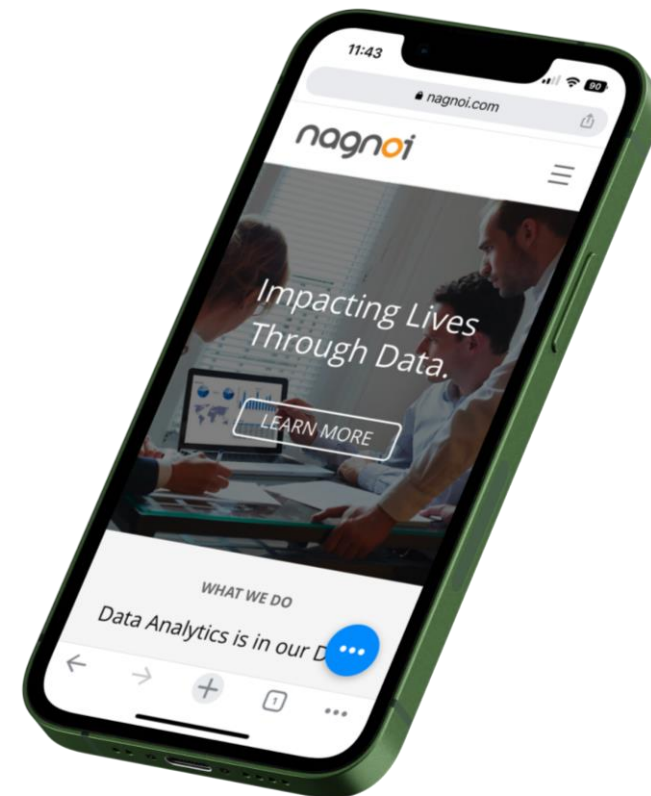 11:43
90
nagnoi.com
nagnoi
Impacting Lives
Through Data.
LEARN MORE
WHAT WE DO
Data Analytics is in our D
1